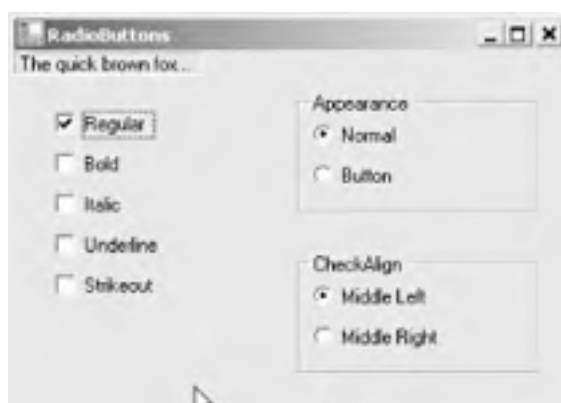 RadioButtons
The quick brown fox...
Regular
Bold
Italic
Underline
Strikeout
Appearance
Normal
Button
CheckAlign
Middle Left
Middle Right